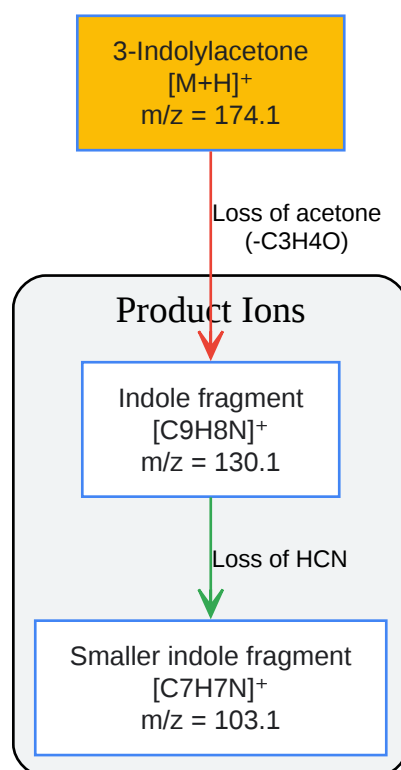 3-Indolylacetone
[M+H]⁺
m/z = 174.1
Loss of acetone
(-C3H4O)
Product Ions
Indole fragment
[C9H8N]⁺
m/z = 130.1
Loss of HCN
Smaller indole fragment
[C7H7N]⁺
m/z = 103.1